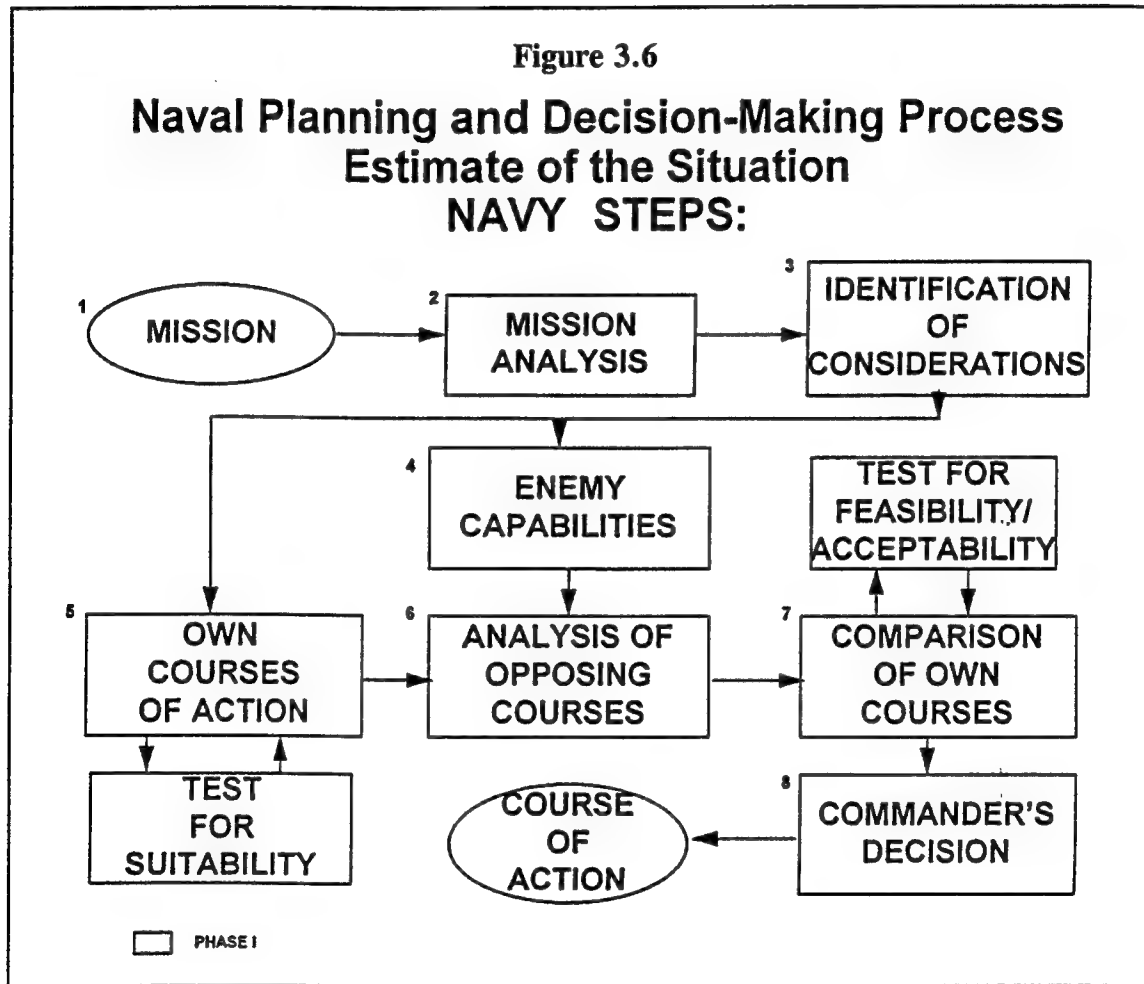 Figure 3.6
Naval Planning and Decision-Making Process
Estimate of the Situation
NAVY STEPS:
1
MISSION
2
MISSION
ANALYSIS
3
IDENTIFICATION
OF
CONSIDERATIONS
4
ENEMY
CAPABILITIES
TEST FOR
FEASIBILITY/
ACCEPTABILITY
5
OWN
COURSES
OF ACTION
6
ANALYSIS OF
OPPOSING
COURSES
7
COMPARISON
OF OWN
COURSES
TEST
FOR
SUITABILITY
COURSE
OF
ACTION
8
COMMANDER'S
DECISION
PHASE I